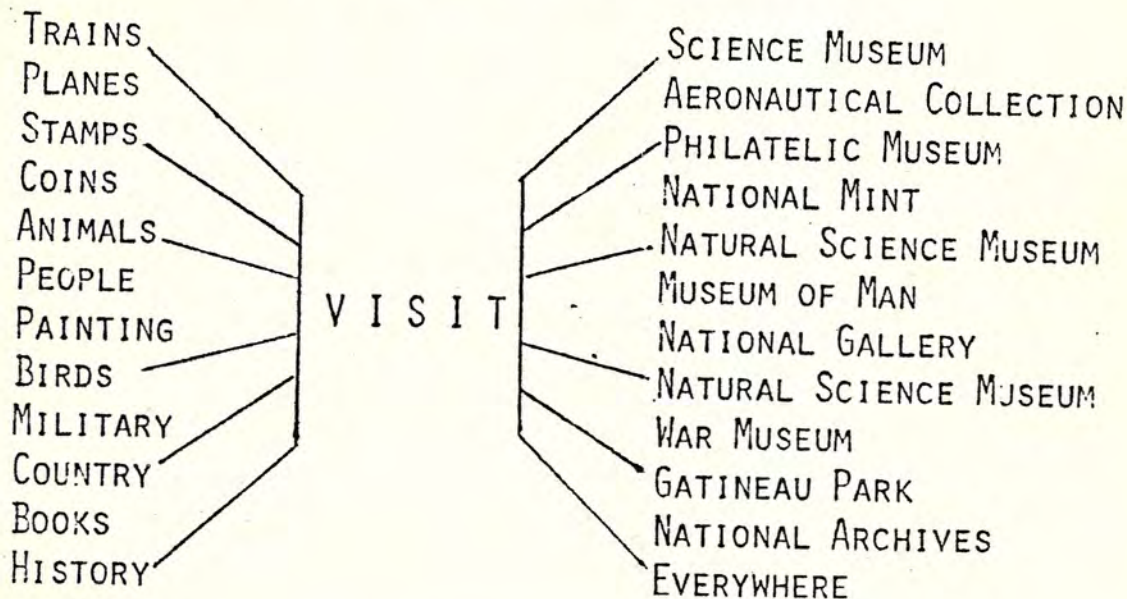 TRAINS
PLANES
STAMPS
COINS
ANIMALS
PEOPLE
PAINTING
BIRDS
MILITARY
COUNTRY
BOOKS
HISTORY
VISIT
SCIENCE MUSEUM
AERONAUTICAL COLLECTION
PHILATELIC MUSEUM
NATIONAL MINT
NATURAL SCIENCE MUSEUM
MUSEUM OF MAN
NATIONAL GALLERY
NATURAL SCIENCE MUSEUM
WAR MUSEUM
GATINEAU PARK
NATIONAL ARCHIVES
EVERYWHERE